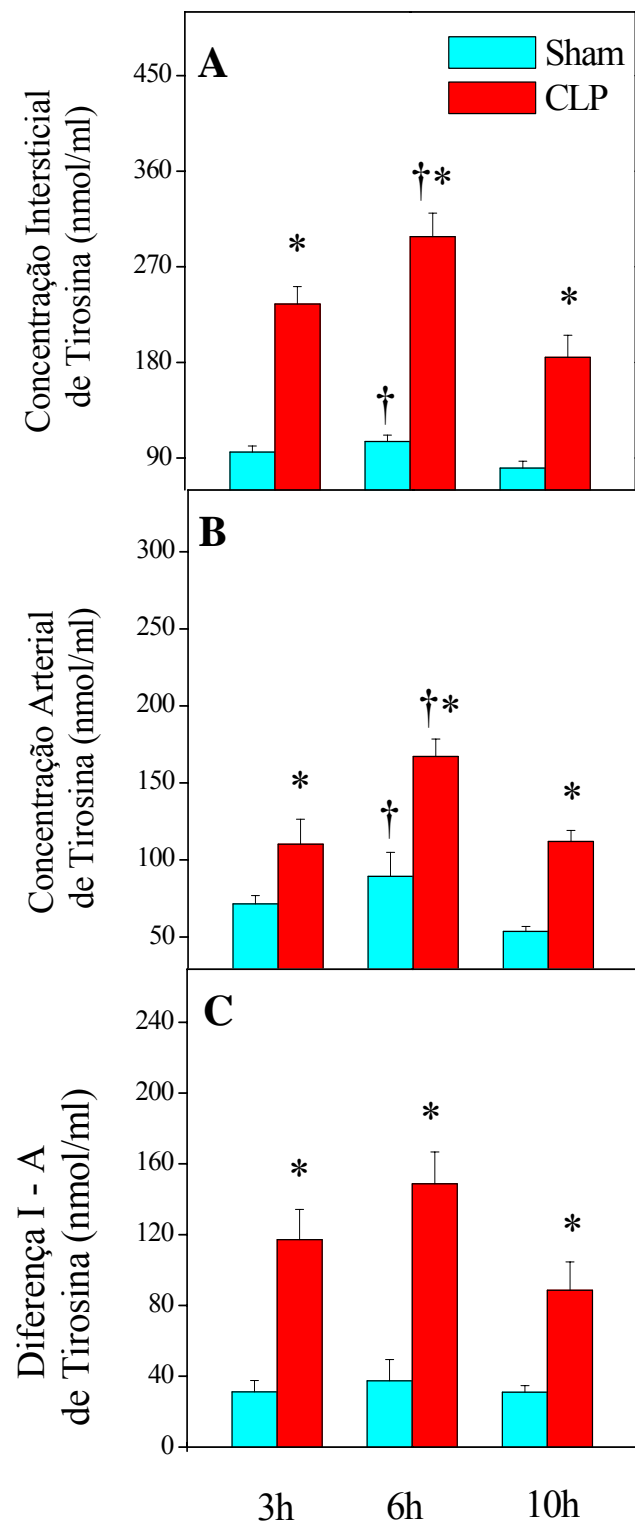 A
Sham
CLP
Concentração Intersticial
de Tirosina (nmol/ml)
450
360
270
180
90
*
†*
†
*
B
Concentração Arterial
de Tirosina (nmol/ml)
300
250
200
150
100
50
*
†*
†
*
C
Diferença I - A
de Tirosina (nmol/ml)
240
200
160
120
80
40
0
*
*
*
3h 6h 10h